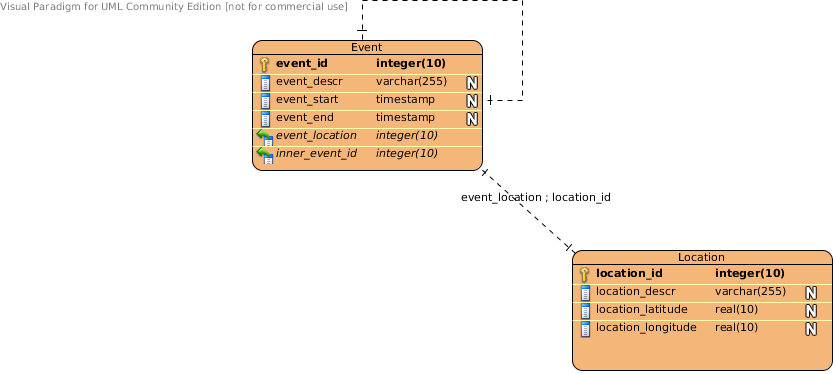 Visual Paradigm for UML Community Edition [not for commercial use]
Event
event_id integer(10)
event_descr varchar(255) N
event_start timestamp N
event_end timestamp N
event_location integer(10)
inner_event_id integer(10)
event_location ; location_id
Location
location_id integer(10)
location_descr varchar(255) N
location_latitude real(10) N
location_longitude real(10) N